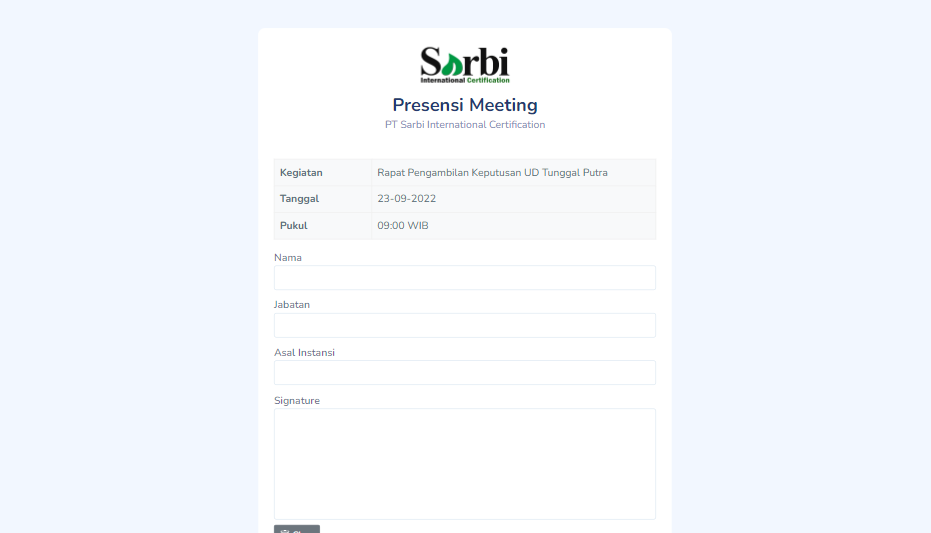 Sarbi
International Certification
Presensi Meeting
PT Sarbi International Certification
Kegiatan Rapat Pengambilan Keputusan UD Tunggal Putra
Tanggal 23-09-2022
Pukul 09:00 WIB
Nama
Jabatan
Asal Instansi
Signature